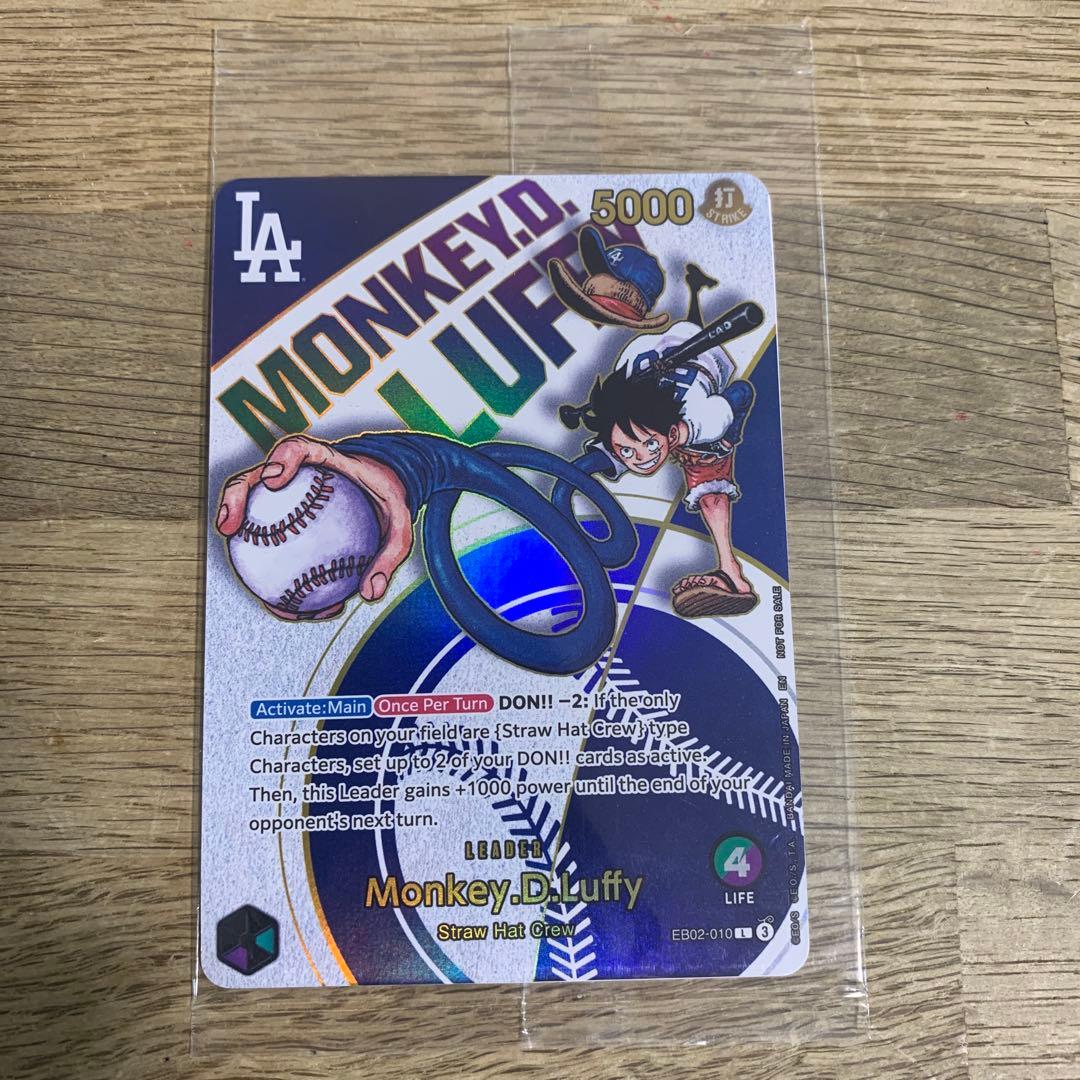 LA
MONKEY.D.
LUFFY
5000
打
STRIKE
Activate:Main Once Per Turn DON!! −2: If the only
Characters on your field are {Straw Hat Crew} type
Characters, set up to 2 of your DON!! cards as active.
Then, this Leader gains +1000 power until the end of your
opponent's next turn.
LEADER
Monkey.D.Luffy
Straw Hat Crew
4
LIFE
EB02-010 L 3
©E.O./S. ©E.O./S., T.A. BANDAI MADE IN JAPAN EN NOT FOR SALE